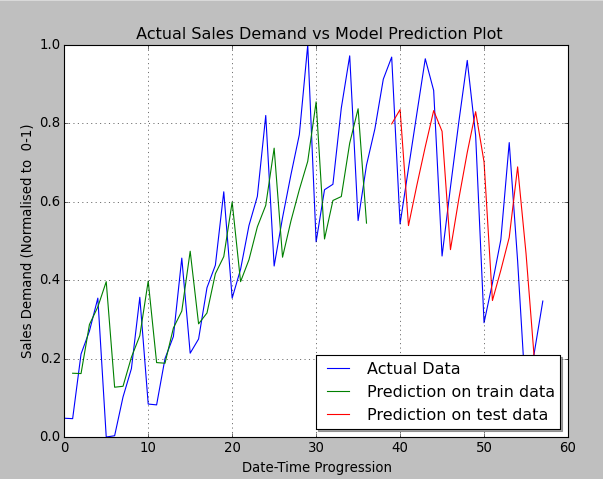 Actual Sales Demand vs Model Prediction Plot
1.0
0.8
0.6
0.4
0.2
0.0
Sales Demand (Normalised to 0-1)
0 10 20 30 40 50 60
Date-Time Progression
Actual Data
Prediction on train data
Prediction on test data